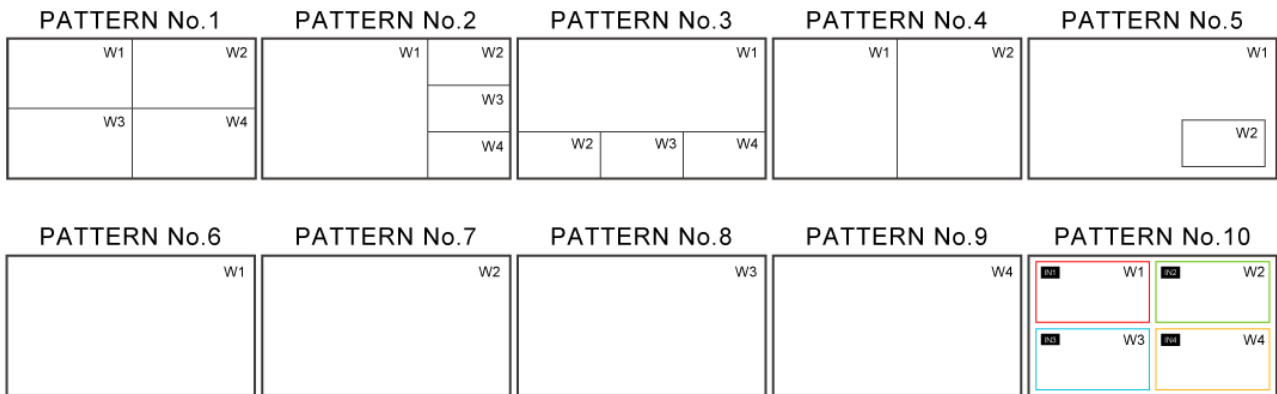 PATTERN No.1
W1 W2
W3 W4
PATTERN No.2
W1 W2
W3
W4
PATTERN No.3
W1
W2 W3 W4
PATTERN No.4
W1 W2
PATTERN No.5
W1
W2
PATTERN No.6
W1
PATTERN No.7
W2
PATTERN No.8
W3
PATTERN No.9
W4
PATTERN No.10
IN1 W1 IN2 W2
IN3 W3 IN4 W4